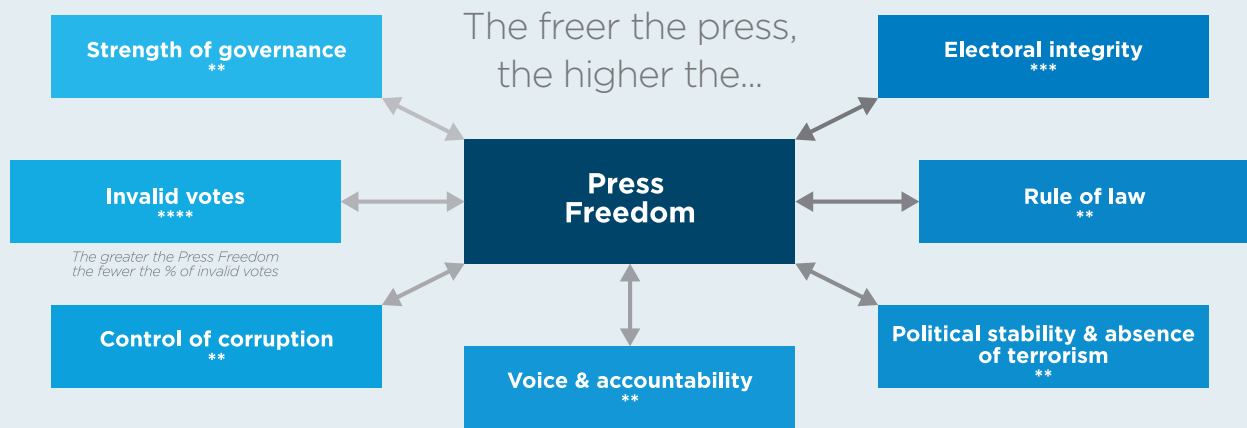 The freer the press,
the higher the...
Strength of governance
**
Electoral integrity
***
Press
Freedom
Invalid votes
****
The greater the Press Freedom
the fewer the % of invalid votes
Rule of law
**
Control of corruption
**
Voice & accountability
**
Political stability & absence
of terrorism
**